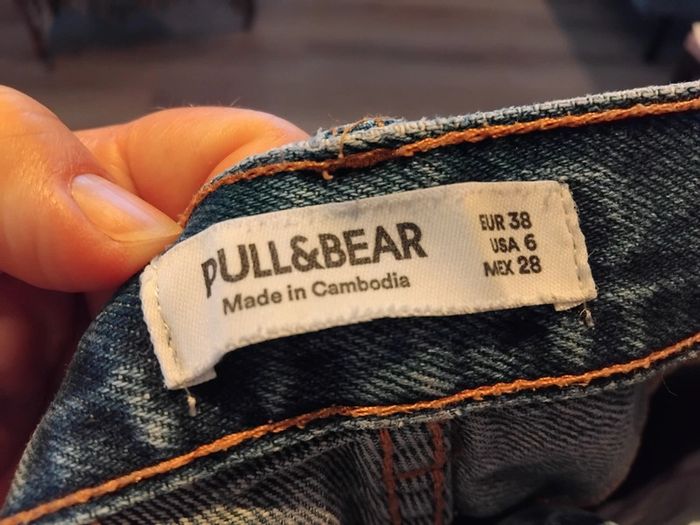 PULL&BEAR
Made in Cambodia
EUR 38
USA 6
MEX 28